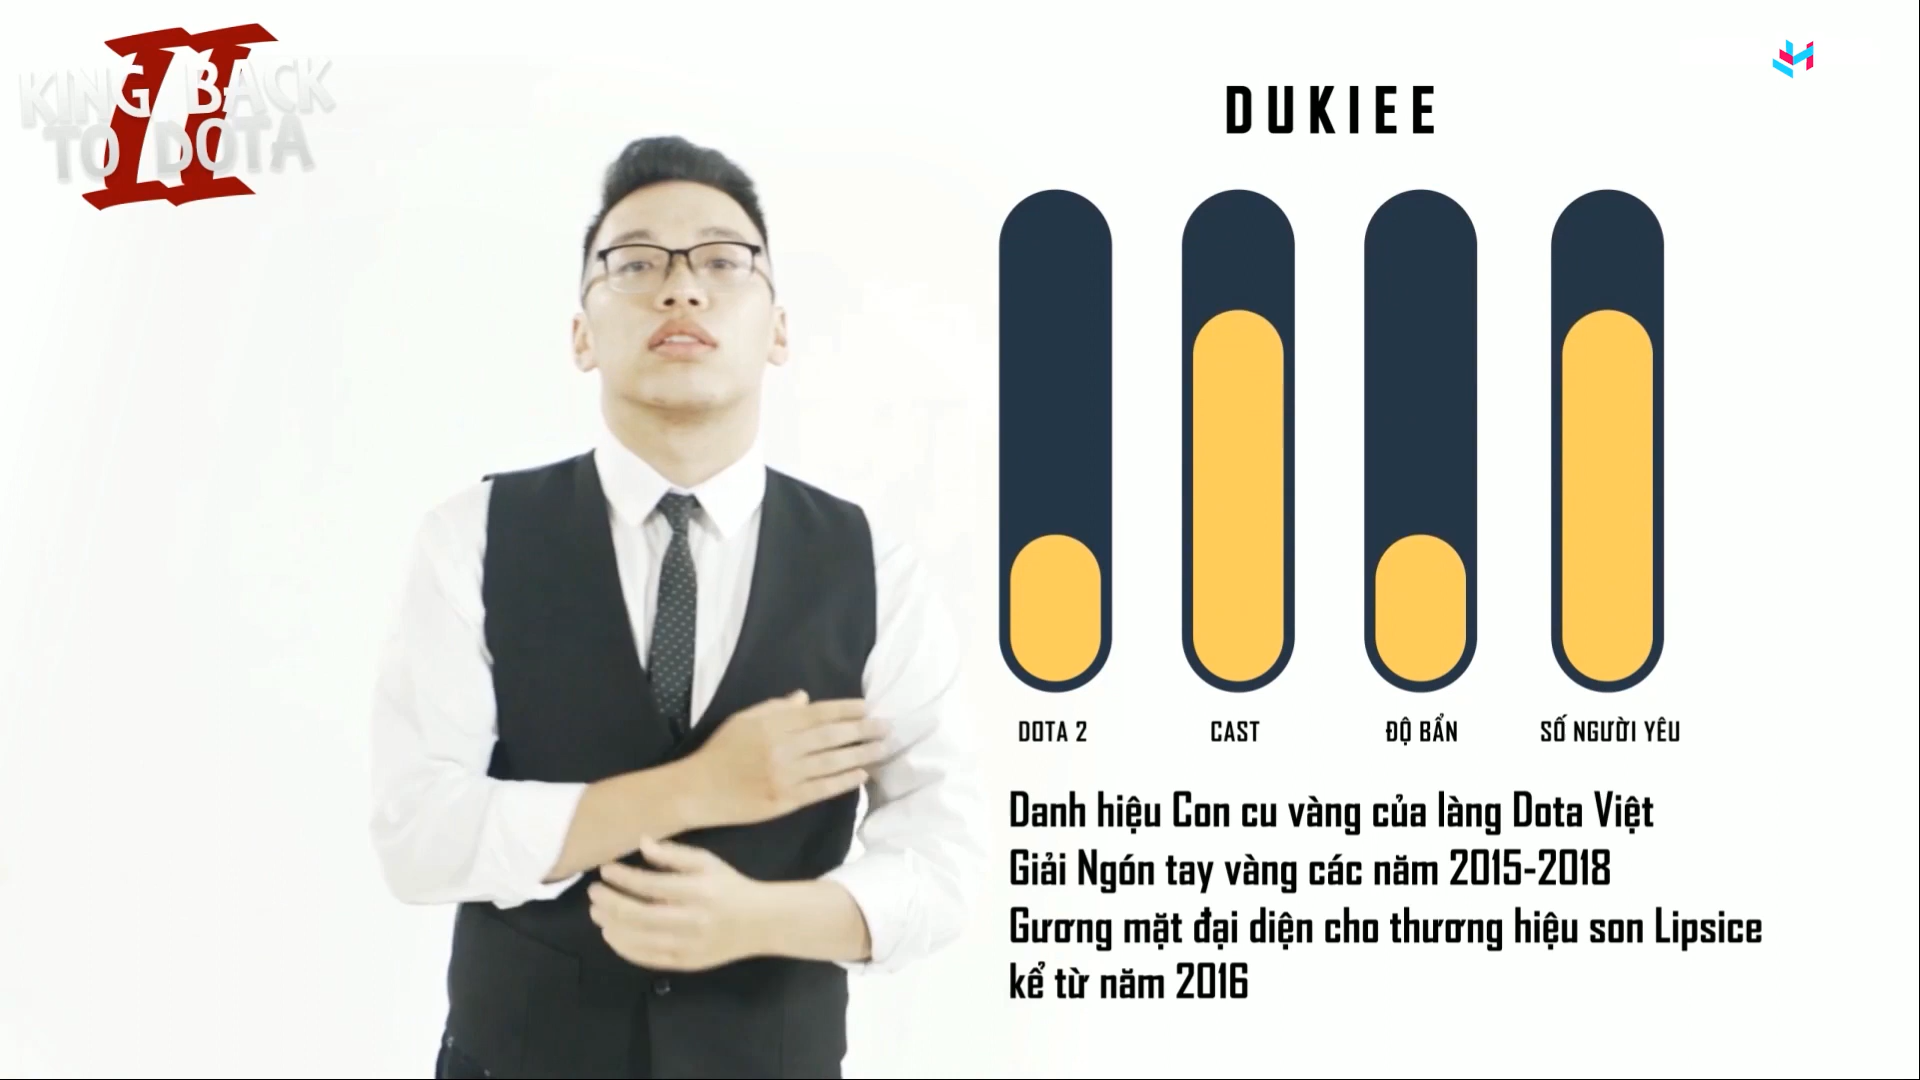 KING BACK
TO DOTA
II
DUKIEE
DOTA 2
CAST
ĐỘ BẨN
SỐ NGƯỜI YÊU
Danh hiệu Con cu vàng của làng Dota Việt
Giải Ngón tay vàng các năm 2015-2018
Gương mặt đại diện cho thương hiệu son Lipsice
kể từ năm 2016